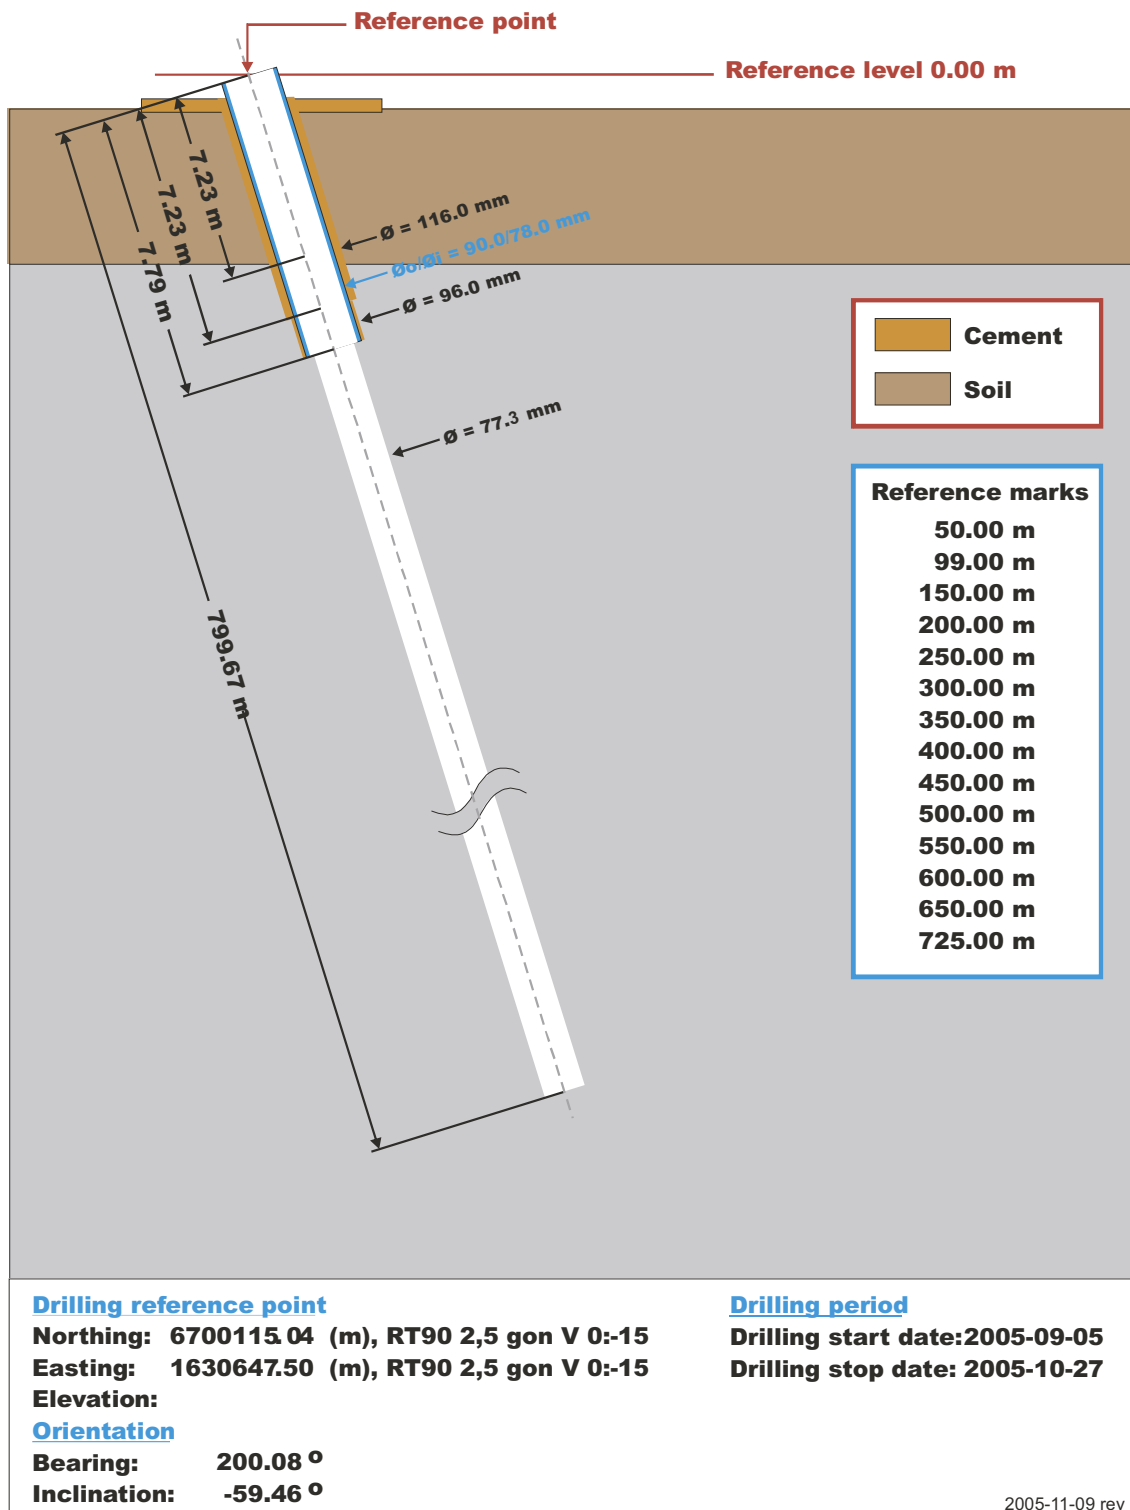 Reference point
Reference level 0.00 m
7.23 m
7.23 m
7.79 m
799.67 m
Ø = 116.0 mm
Øo/Øi = 90.0/78.0 mm
Ø = 96.0 mm
Ø = 77.3 mm
Cement
Soil
Reference marks
50.00 m
99.00 m
150.00 m
200.00 m
250.00 m
300.00 m
350.00 m
400.00 m
450.00 m
500.00 m
550.00 m
600.00 m
650.00 m
725.00 m
Drilling reference point
Northing: 6700115.04 (m), RT90 2,5 gon V 0:-15
Easting: 1630647.50 (m), RT90 2,5 gon V 0:-15
Elevation:
Orientation
Bearing: 200.08 º
Inclination: -59.46 º
Drilling period
Drilling start date:2005-09-05
Drilling stop date: 2005-10-27
2005-11-09 rev